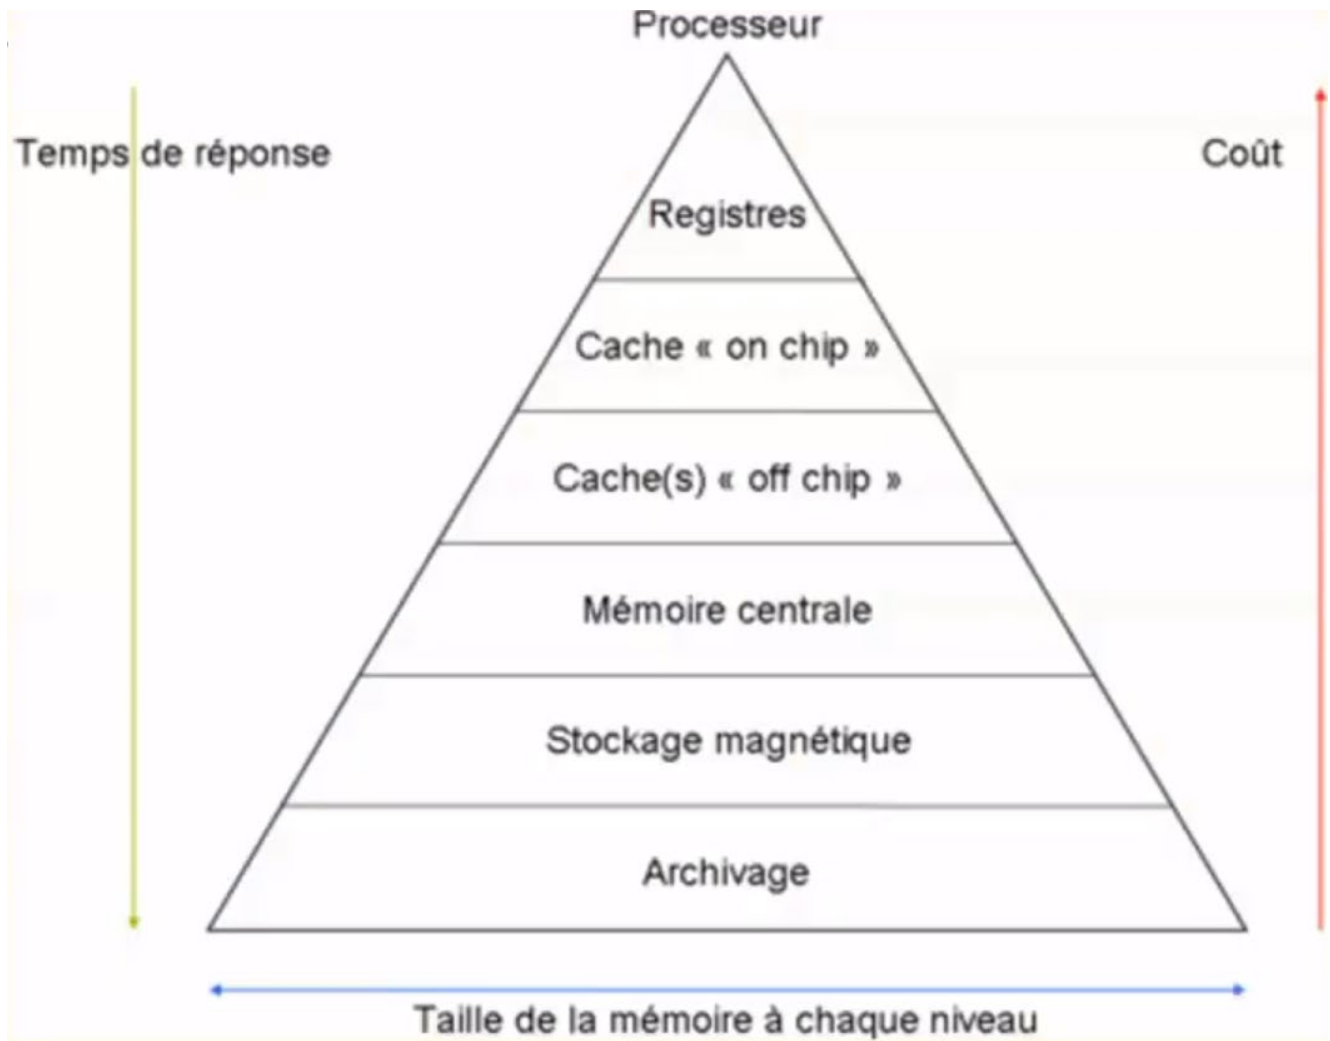 Processeur
Temps de réponse
Coût
Registres
Cache « on chip »
Cache(s) « off chip »
Mémoire centrale
Stockage magnétique
Archivage
Taille de la mémoire à chaque niveau